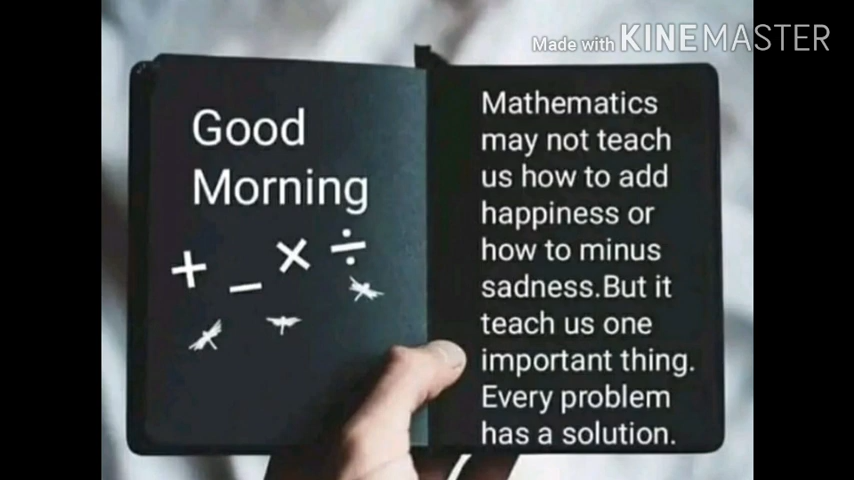 Made with KINEMASTER
Good
Morning
+ − × ÷
Mathematics
may not teach
us how to add
happiness or
how to minus
sadness.But it
teach us one
important thing.
Every problem
has a solution.